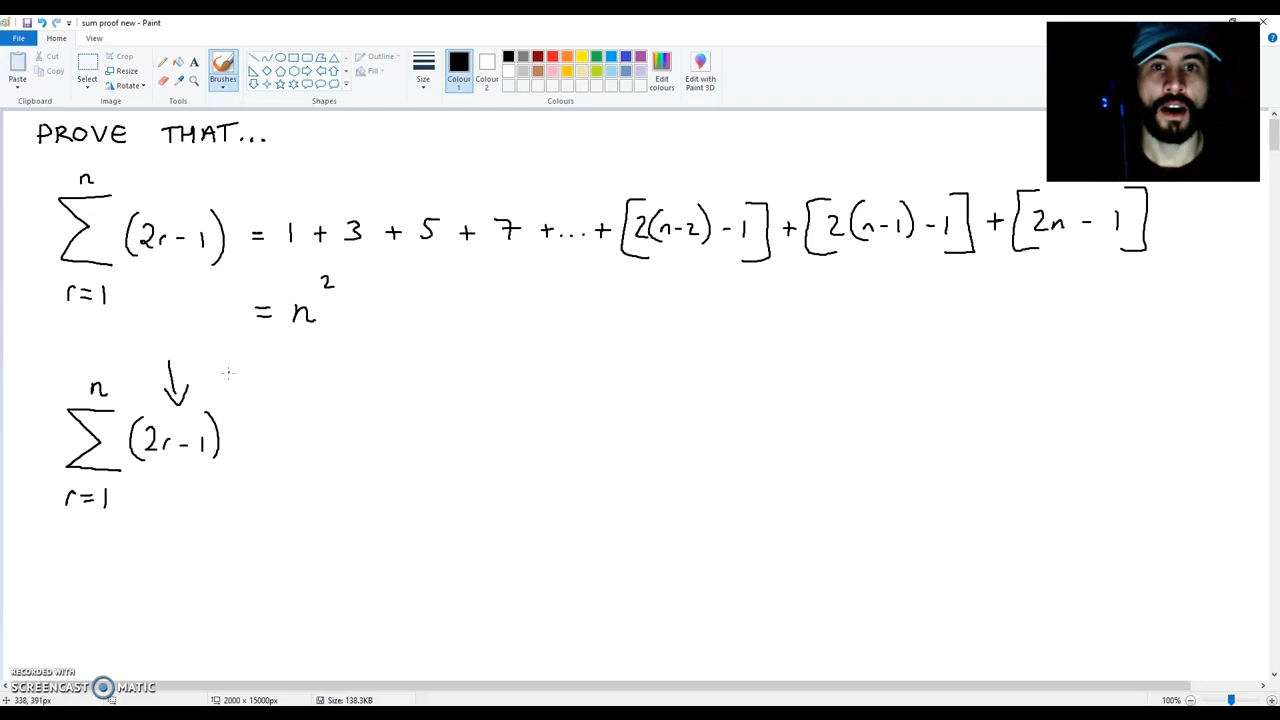 sum proof new - Paint
File Home View
Paste Cut Copy Select Crop Resize Rotate A Brushes Outline Fill Size Colour 1 Colour 2 Edit colours Edit with Paint 3D
Clipboard Image Tools Shapes Colours
PROVE THAT...
n
∑ (2r - 1) = 1 + 3 + 5 + 7 + ... + [2(n-2) - 1] + [2(n-1) - 1] + [2n - 1]
r = 1
= n²
n
∑ (2r - 1)
r = 1
RECORDED WITH
SCREENCAST MATIC
338, 391px 2000 × 15000px Size: 138.3KB 100%